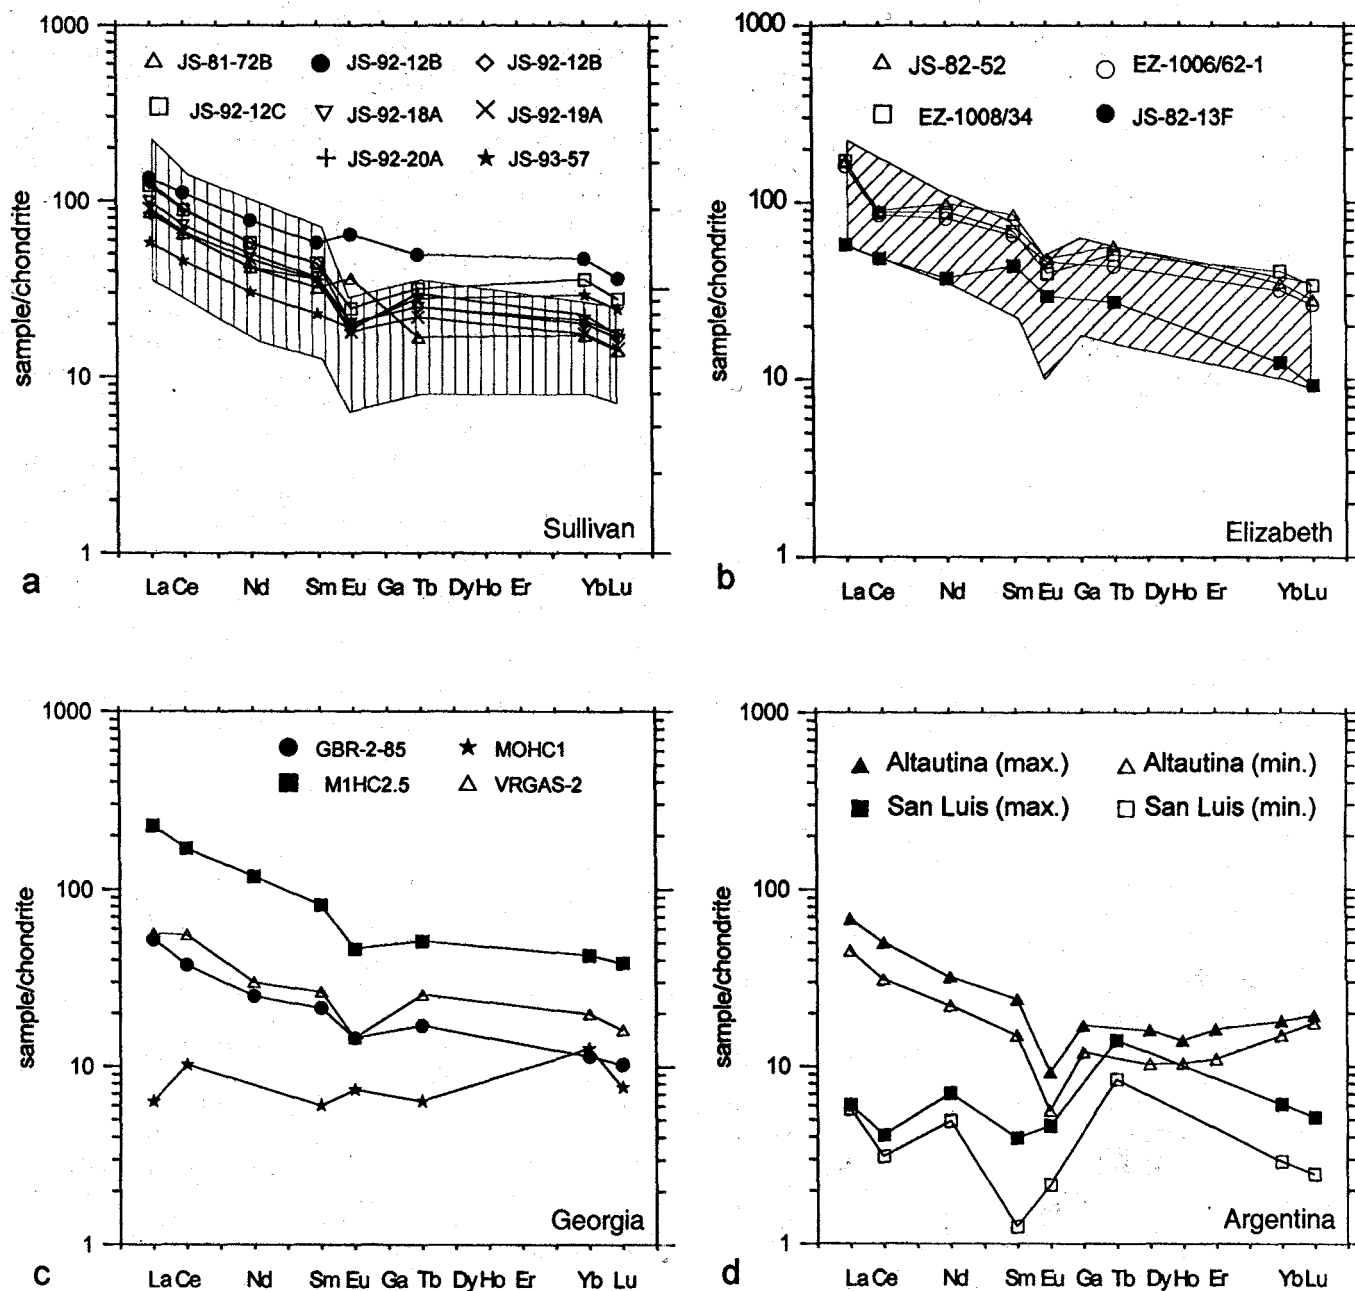 1000
JS-81-72B JS-92-12B JS-92-12B
JS-92-12C JS-92-18A JS-92-19A
JS-92-20A JS-93-57
100
sample/chondrite
10
Sullivan
1
a La Ce Nd Sm Eu Ga Tb Dy Ho Er Yb Lu
1000
JS-82-52 EZ-1006/62-1
EZ-1008/34 JS-82-13F
100
sample/chondrite
10
Elizabeth
1
b La Ce Nd Sm Eu Ga Tb Dy Ho Er Yb Lu
1000
GBR-2-85 MOHC1
M1HC2.5 VRGAS-2
100
sample/chondrite
10
Georgia
1
c La Ce Nd Sm Eu Ga Tb Dy Ho Er Yb Lu
1000
Altautina (max.) Altautina (min.)
San Luis (max.) San Luis (min.)
100
sample/chondrite
10
Argentina
1
d La Ce Nd Sm Eu Ga Tb Dy Ho Er Yb Lu